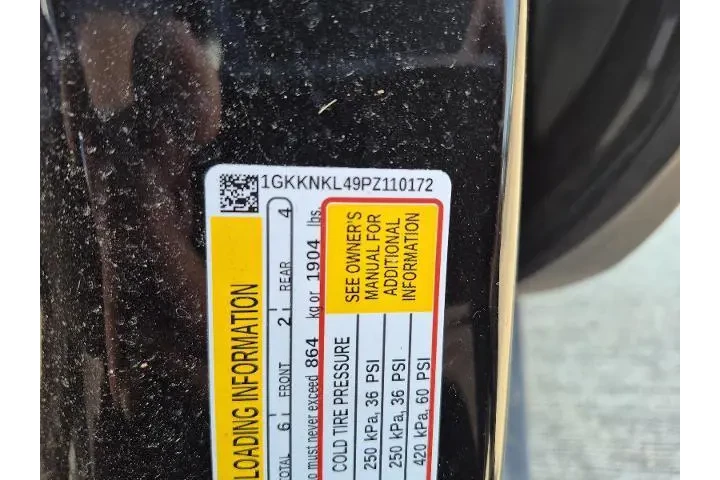 1GKKNKL49PZ110172
LOADING INFORMATION
TOTAL 6 FRONT 2 REAR 4
must never exceed 864 kg or 1904 lbs
SEE OWNER'S
MANUAL FOR
ADDITIONAL
INFORMATION
COLD TIRE PRESSURE
250 kPa, 36 PSI
250 kPa, 36 PSI
420 kPa, 60 PSI